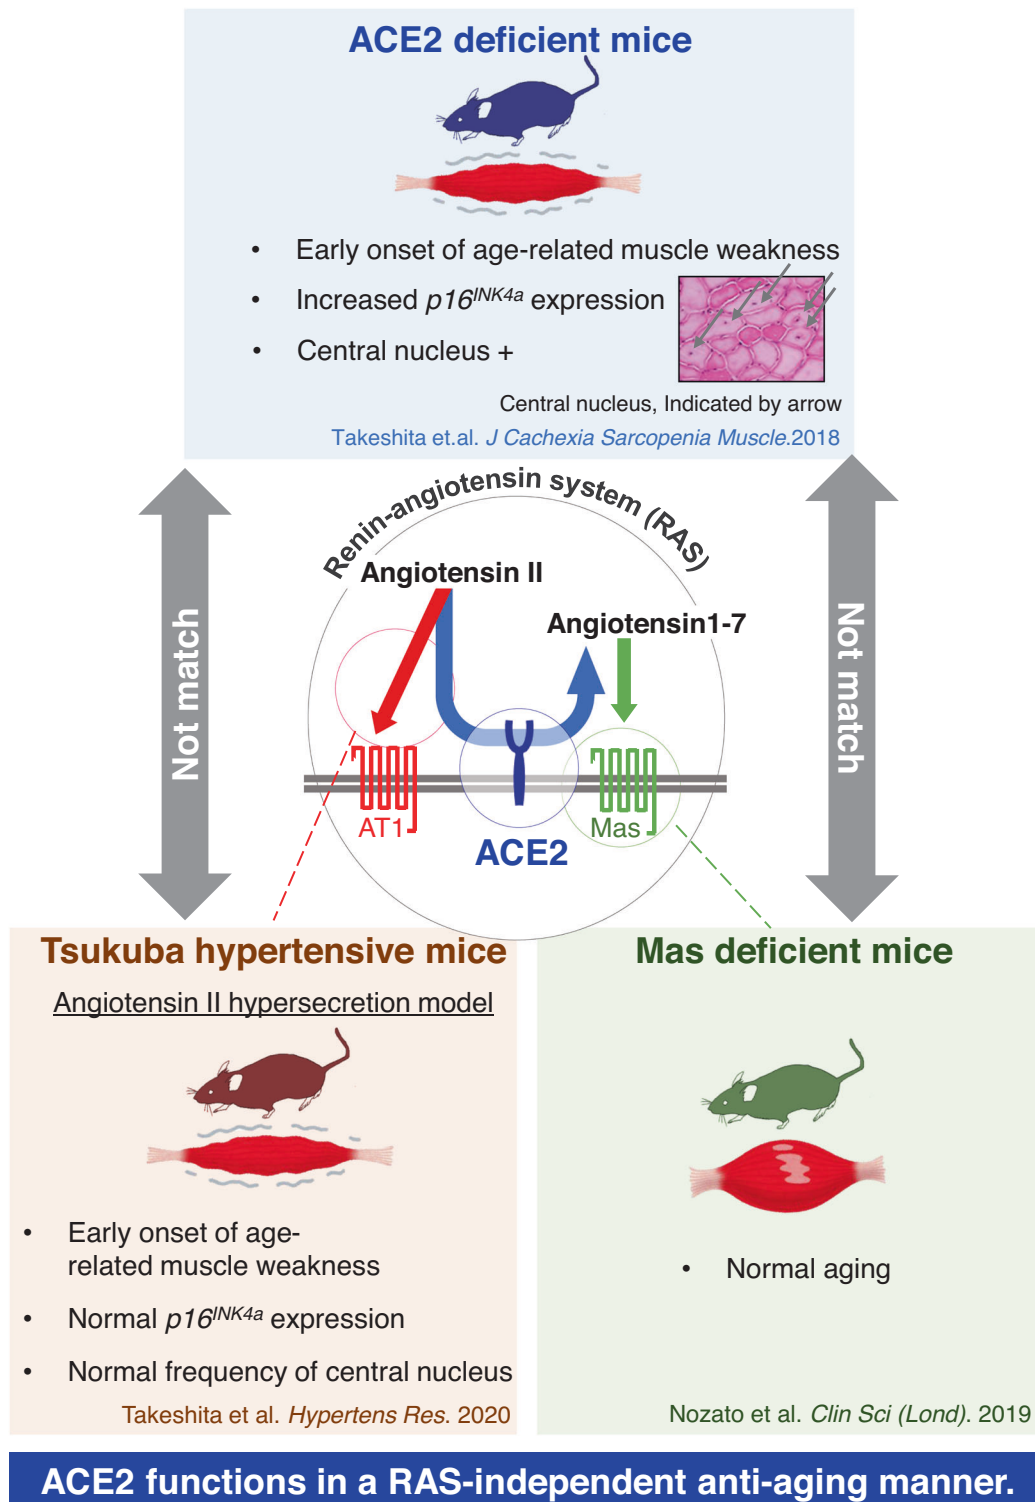 ACE2 deficient mice
• Early onset of age-related muscle weakness
• Increased p16INK4a expression
• Central nucleus +
Central nucleus, Indicated by arrow
Takeshita et.al. J Cachexia Sarcopenia Muscle.2018
Not match
Renin-angiotensin system (RAS)
Angiotensin II
Angiotensin1-7
AT1
ACE2
Mas
Not match
Tsukuba hypertensive mice
Angiotensin II hypersecretion model
• Early onset of age-
related muscle weakness
• Normal p16INK4a expression
• Normal frequency of central nucleus
Takeshita et al. Hypertens Res. 2020
Mas deficient mice
• Normal aging
Nozato et al. Clin Sci (Lond). 2019
ACE2 functions in a RAS-independent anti-aging manner.